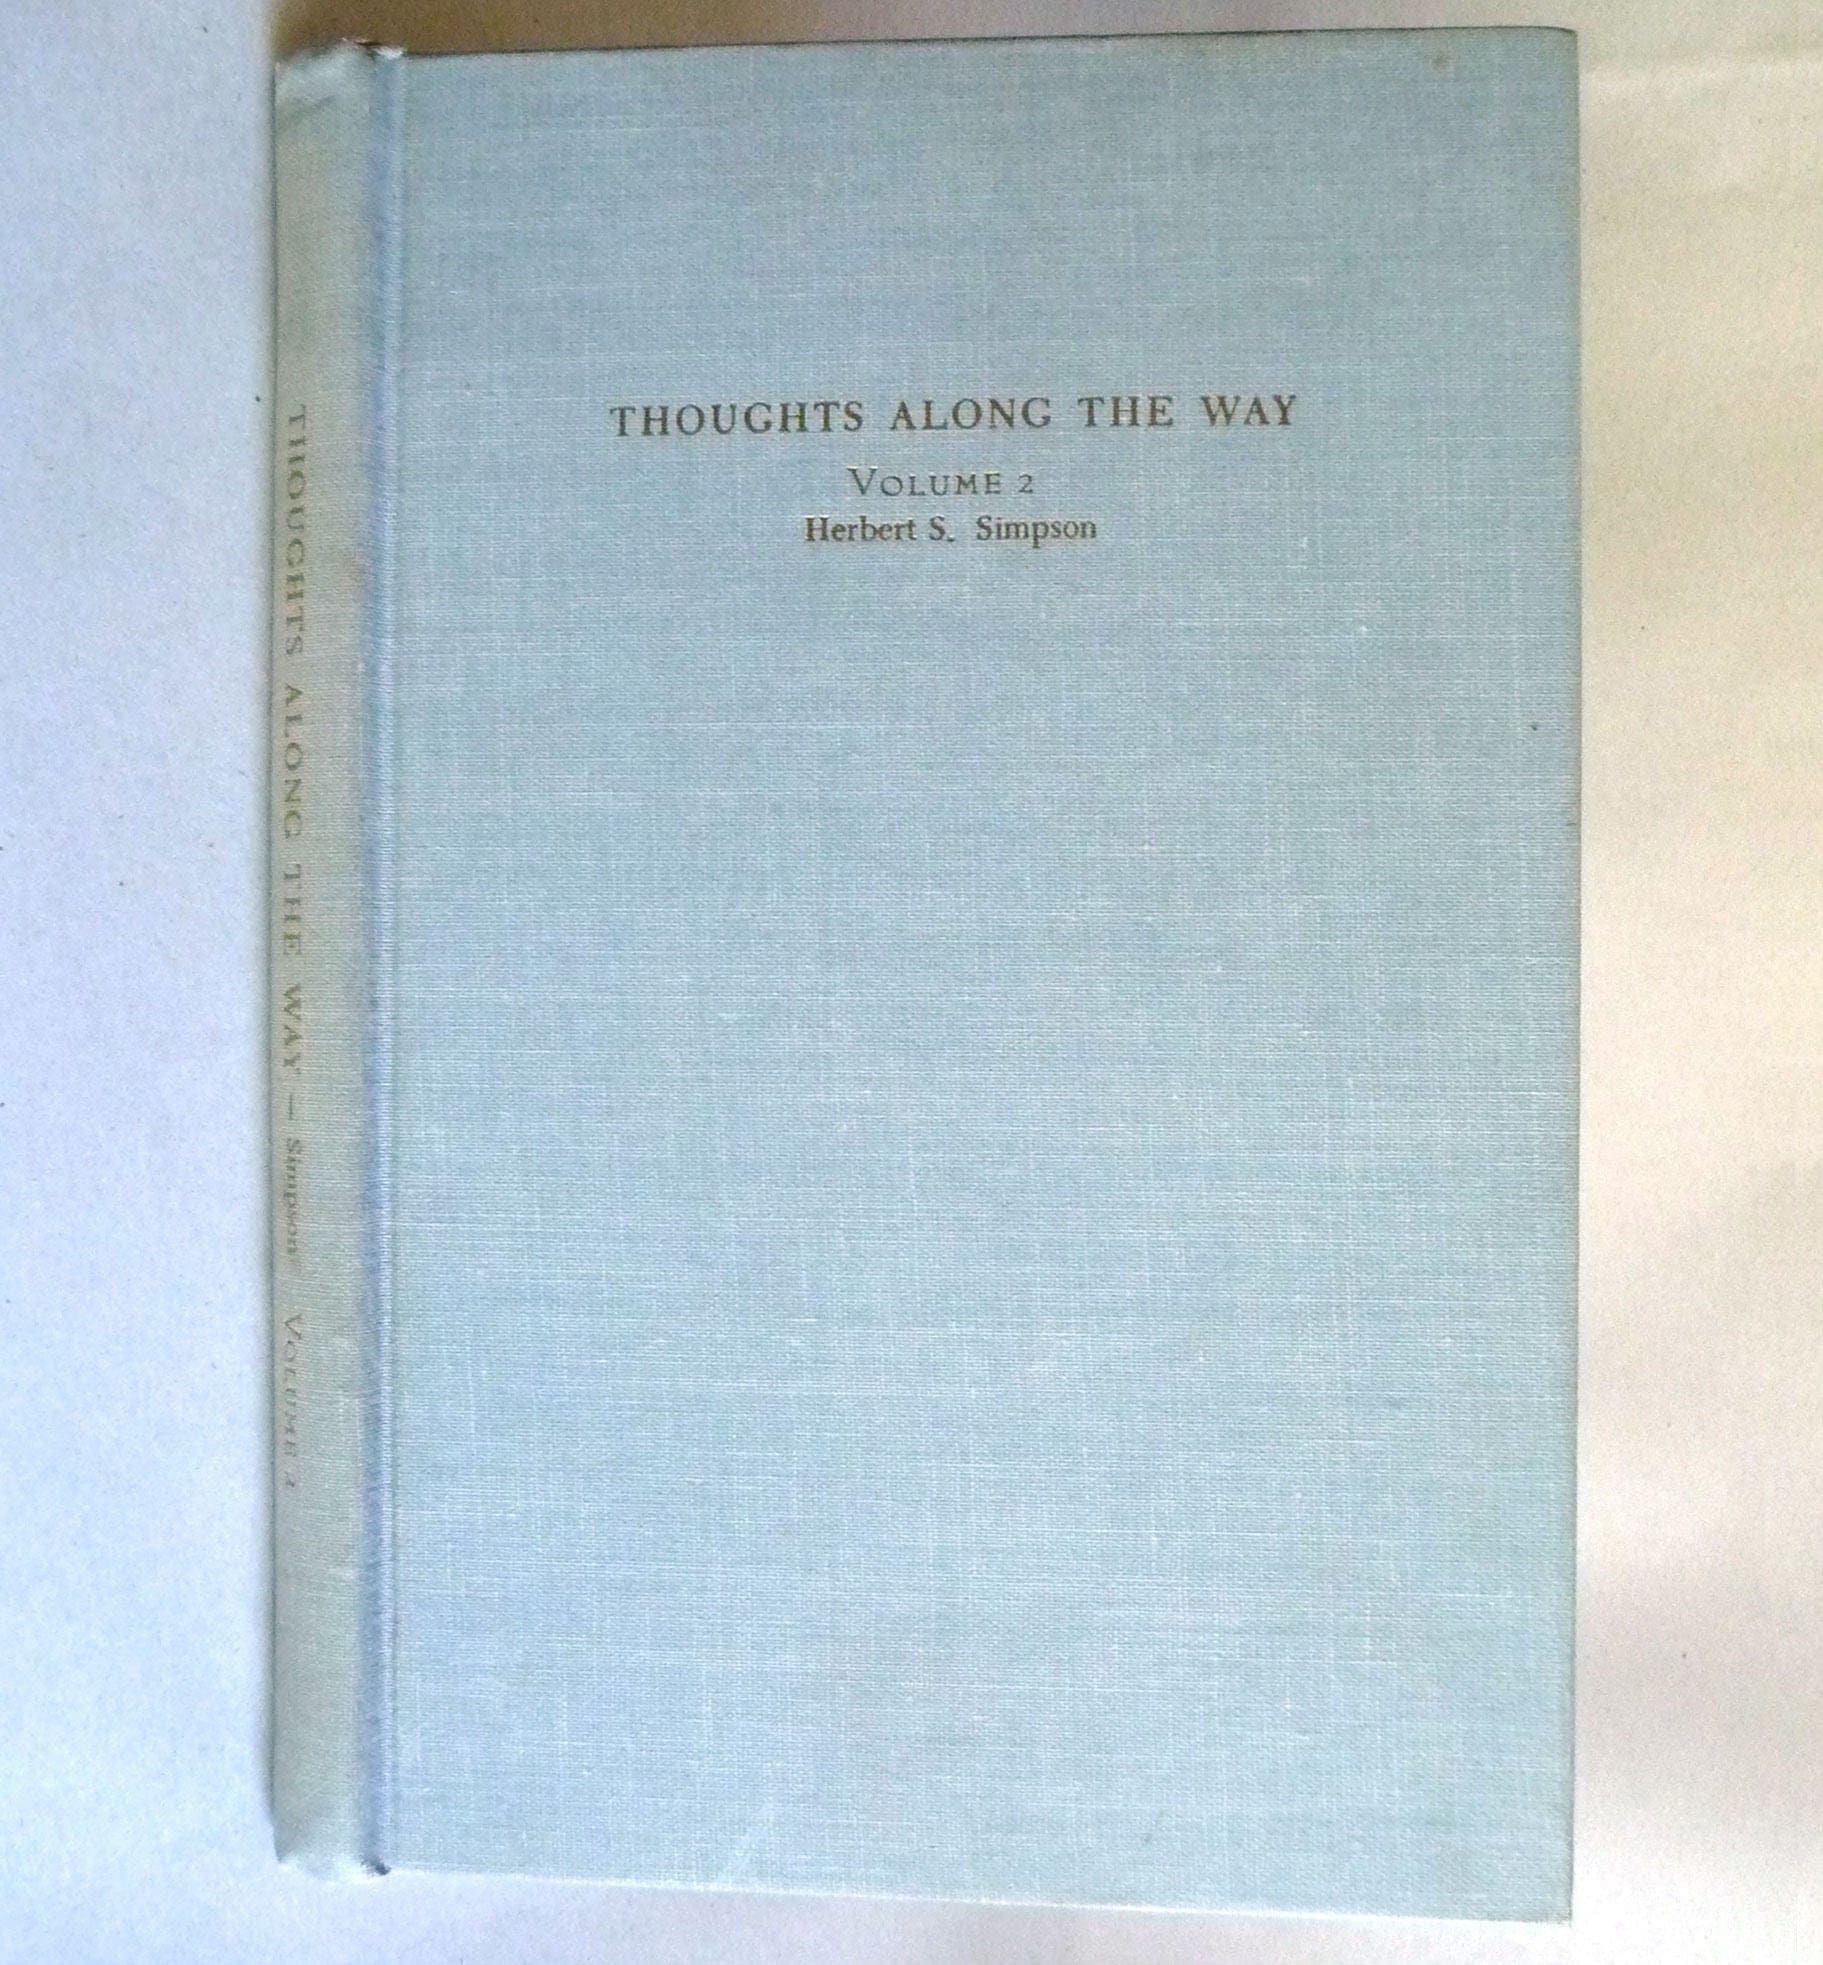 THOUGHTS ALONG THE WAY
VOLUME 2
Herbert S. Simpson
THOUGHTS ALONG THE WAY — Simpson VOLUME 2